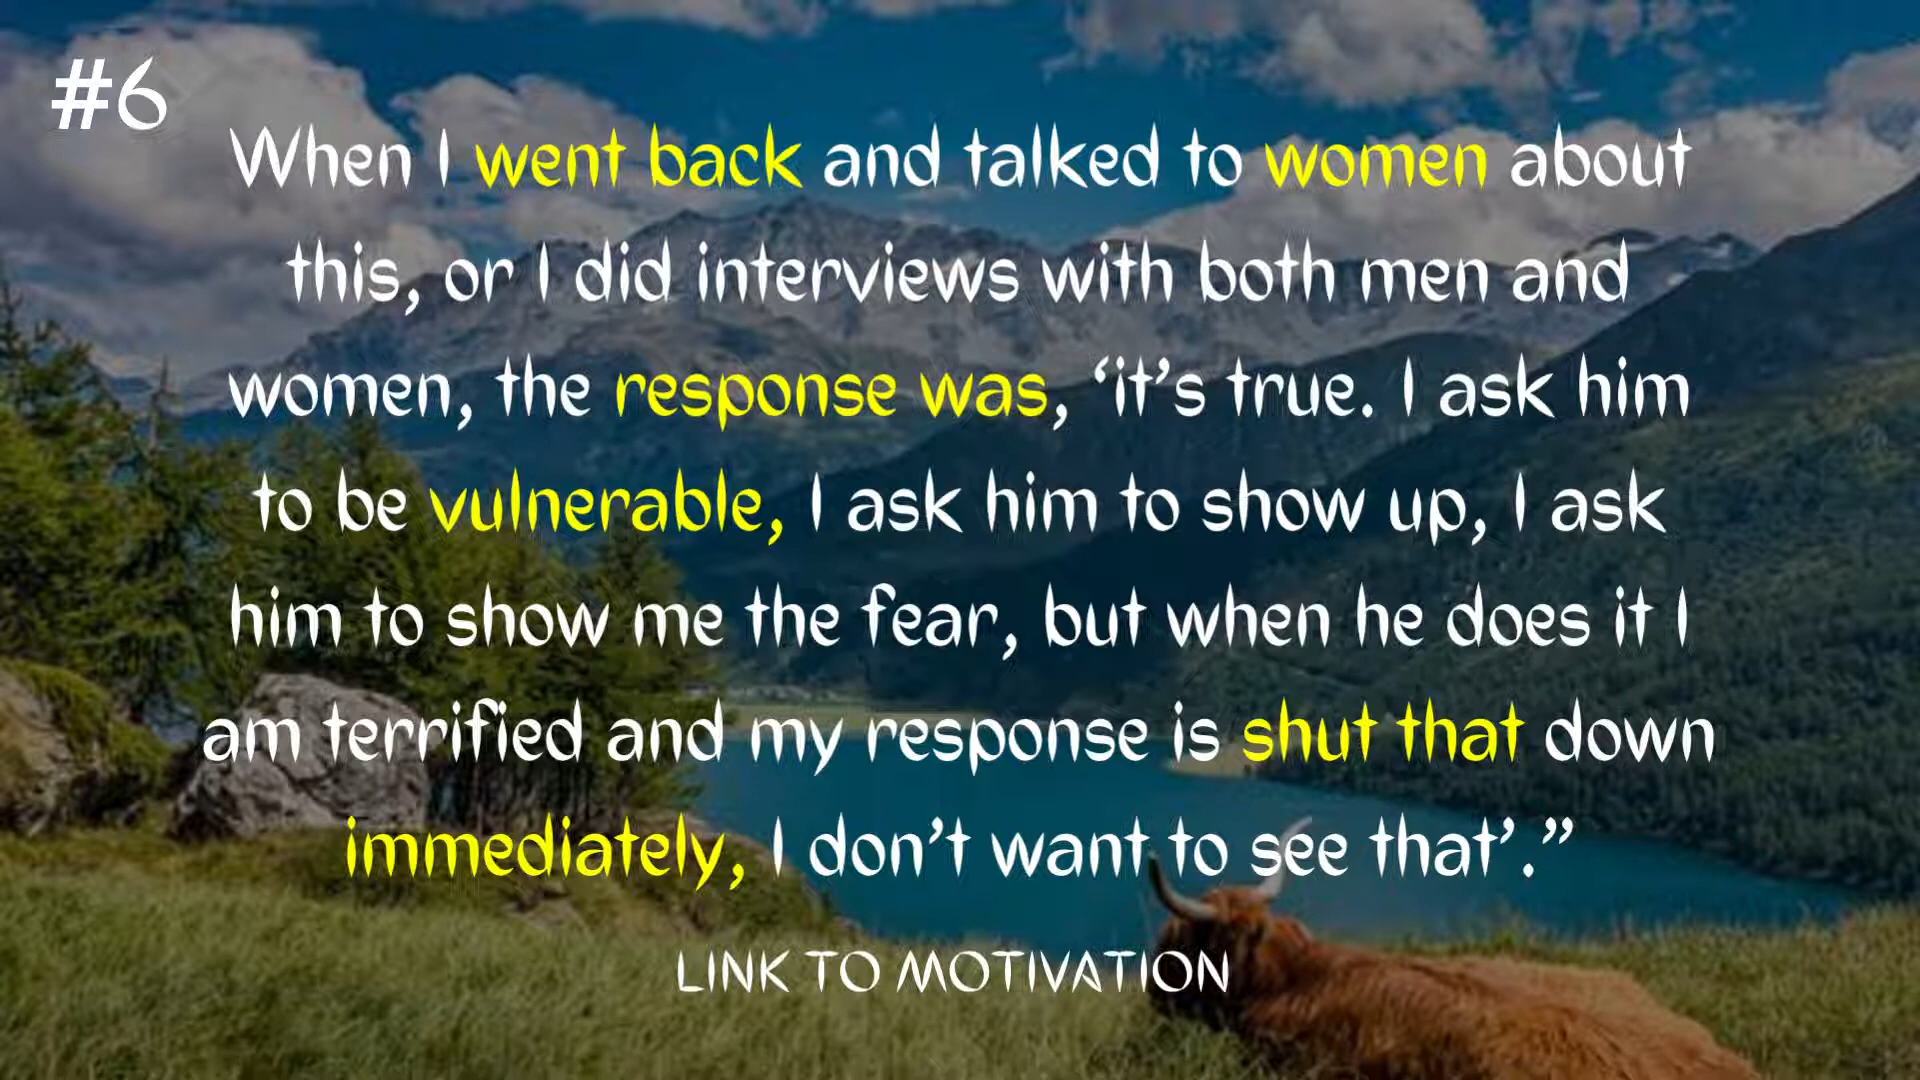 #6
When I went back and talked to women about
this, or I did interviews with both men and
women, the response was, ‘it’s true. I ask him
to be vulnerable, I ask him to show up, I ask
him to show me the fear, but when he does it I
am terrified and my response is shut that down
immediately, I don’t want to see that’.”
LINK TO MOTIVATION